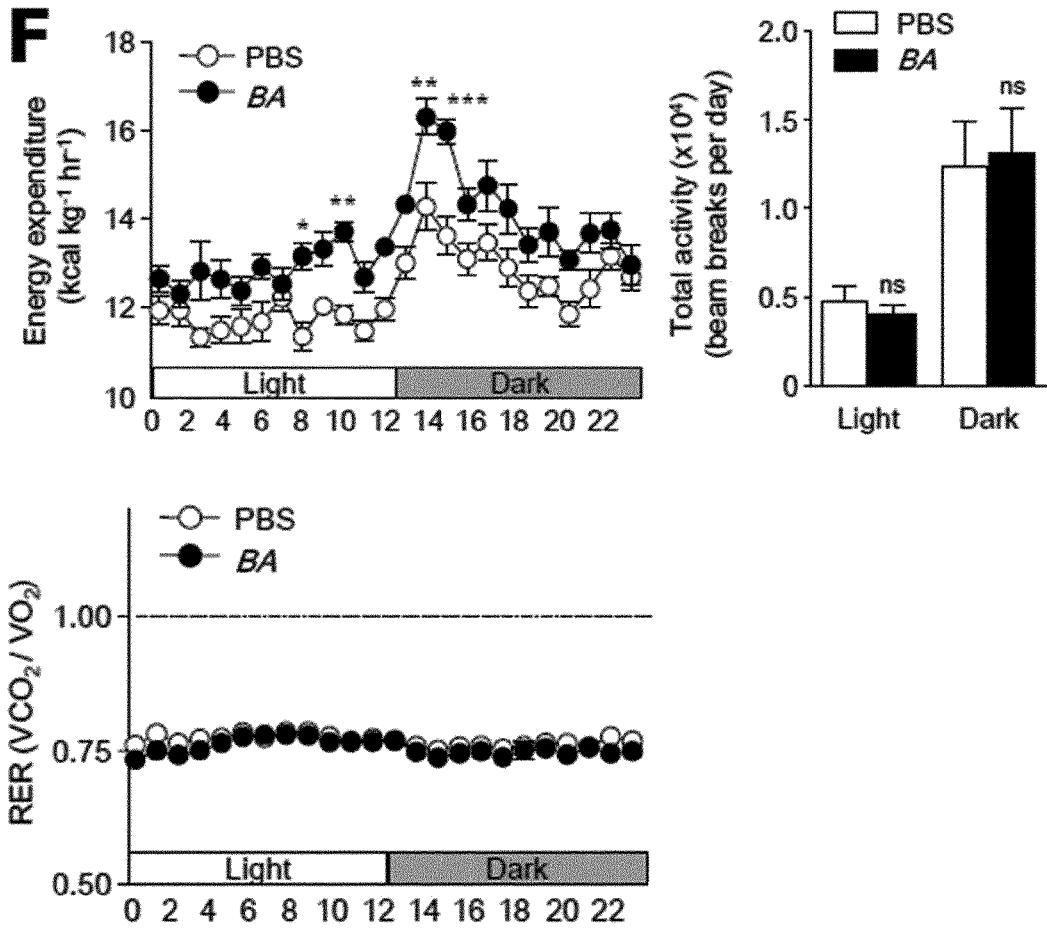 F
18
16
14
12
10
Energy expenditure
(kcal kg⁻¹ hr⁻¹)
PBS
BA
* ** ** ***
Light Dark
0 2 4 6 8 10 12 14 16 18 20 22
2.0
1.5
1.0
0.5
0
Total activity (x10⁴)
(beam breaks per day)
PBS
BA
ns
ns
Light Dark
PBS
BA
1.00
0.75
0.50
RER (VCO₂ / VO₂)
Light Dark
0 2 4 6 8 10 12 14 16 18 20 22